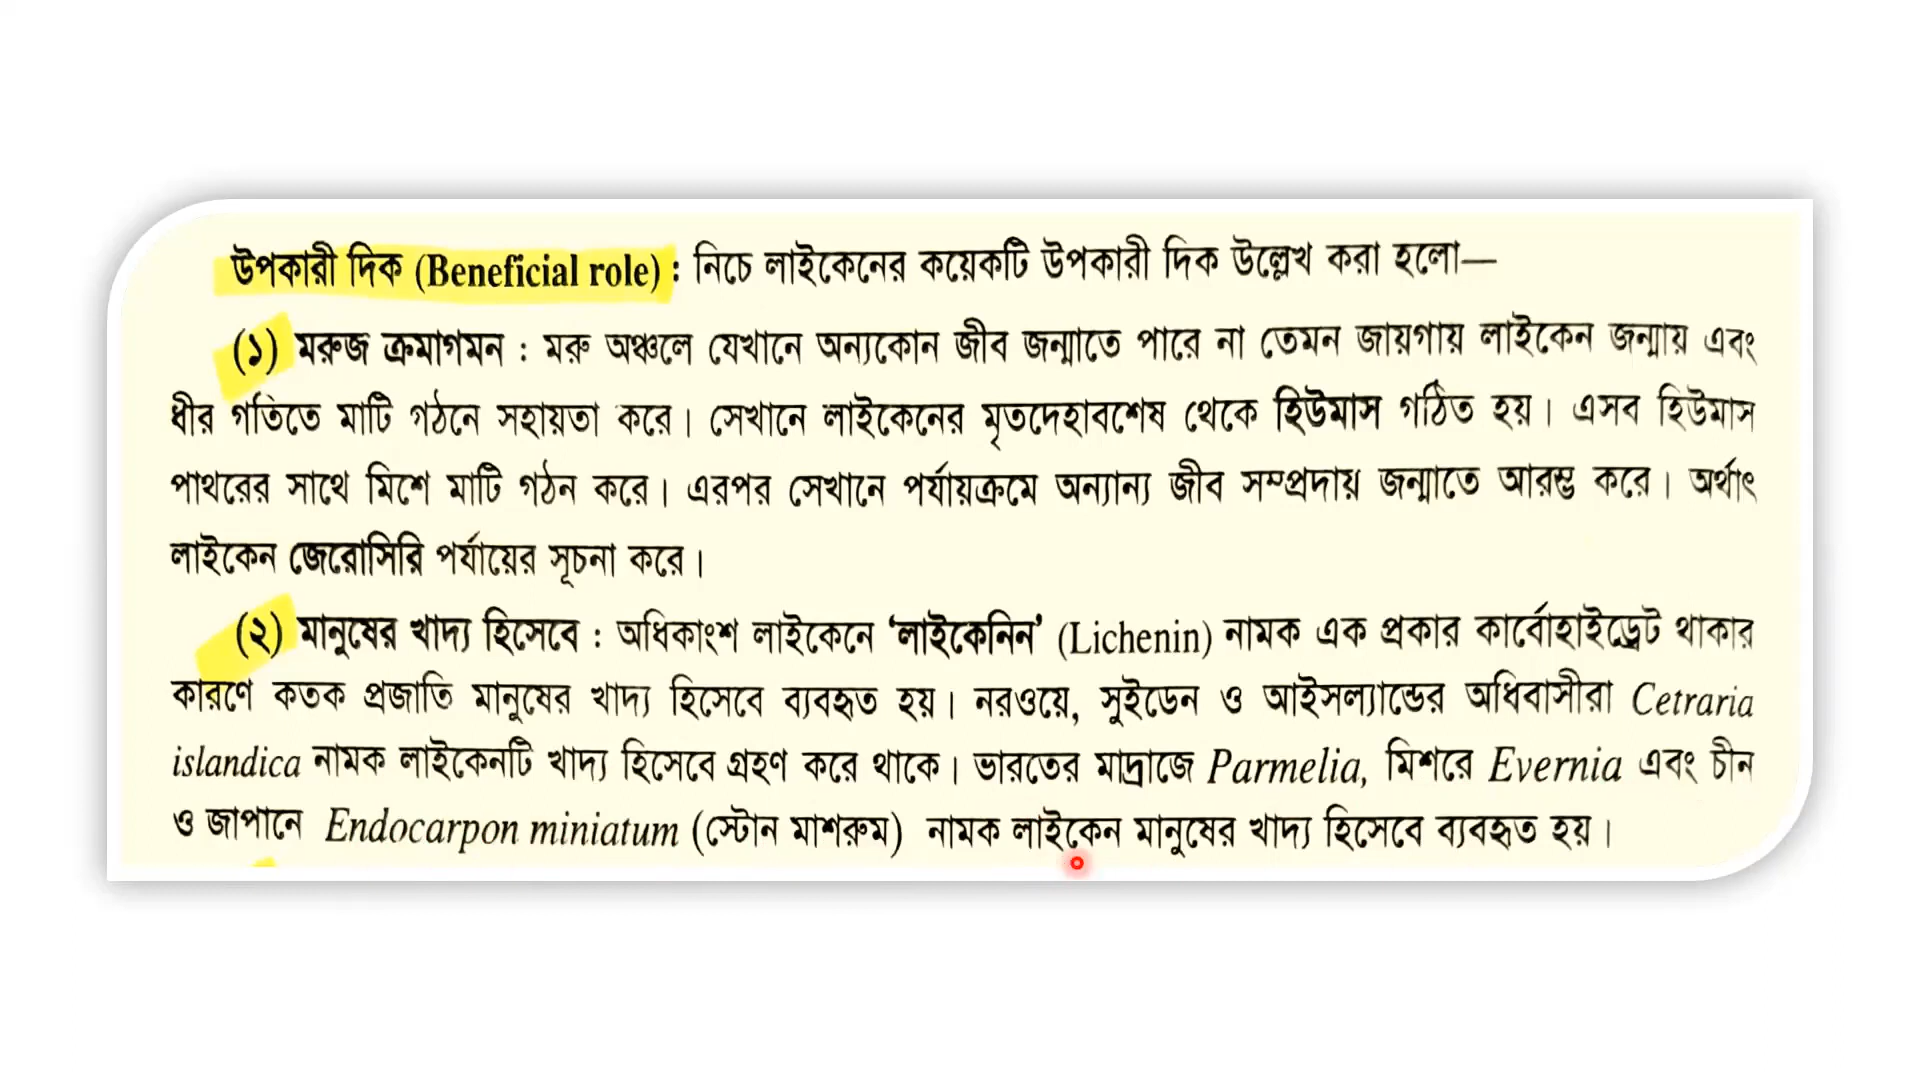 উপকারী দিক (Beneficial role) : নিচে লাইকেনের কয়েকটি উপকারী দিক উল্লেখ করা হলো—
(১) মরুজ ক্রমাগমন : মরু অঞ্চলে যেখানে অন্যকোন জীব জন্মাতে পারে না তেমন জায়গায় লাইকেন জন্মায় এবং
ধীর গতিতে মাটি গঠনে সহায়তা করে। সেখানে লাইকেনের মৃতদেহাবশেষ থেকে হিউমাস গঠিত হয়। এসব হিউমাস
পাথরের সাথে মিশে মাটি গঠন করে। এরপর সেখানে পর্যায়ক্রমে অন্যান্য জীব সম্প্রদায় জন্মাতে আরম্ভ করে। অর্থাৎ
লাইকেন জেরোসিরি পর্যায়ের সূচনা করে।
(২) মানুষের খাদ্য হিসেবে : অধিকাংশ লাইকেনে ‘লাইকেনিন’ (Lichenin) নামক এক প্রকার কার্বোহাইড্রেট থাকার
কারণে কতক প্রজাতি মানুষের খাদ্য হিসেবে ব্যবহৃত হয়। নরওয়ে, সুইডেন ও আইসল্যান্ডের অধিবাসীরা Cetraria
islandica নামক লাইকেনটি খাদ্য হিসেবে গ্রহণ করে থাকে। ভারতের মাদ্রাজে Parmelia, মিশরে Evernia এবং চীন
ও জাপানে Endocarpon miniatum (স্টোন মাশরুম) নামক লাইকেন মানুষের খাদ্য হিসেবে ব্যবহৃত হয়।